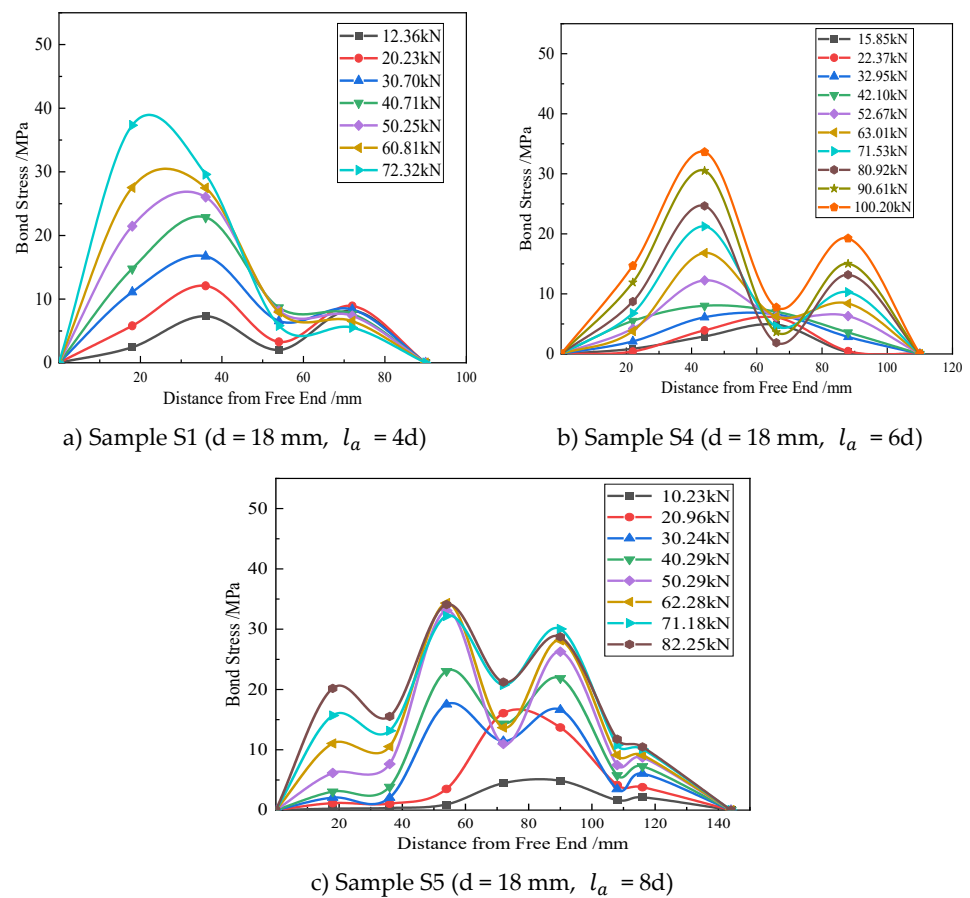 50
40
30
20
10
0
Bond Stress /MPa
12.36kN
20.23kN
30.70kN
40.71kN
50.25kN
60.81kN
72.32kN
20
40
60
80
100
Distance from Free End /mm
a) Sample S1 (d = 18 mm, lₐ = 4d)
50
40
30
20
10
0
Bond Stress /MPa
15.85kN
22.37kN
32.95kN
42.10kN
52.67kN
63.01kN
71.53kN
80.92kN
90.61kN
100.20kN
20
40
60
80
100
120
Distance from Free End /mm
b) Sample S4 (d = 18 mm, lₐ = 6d)
50
40
30
20
10
0
Bond Stress /MPa
10.23kN
20.96kN
30.24kN
40.29kN
50.29kN
62.28kN
71.18kN
82.25kN
20
40
60
80
100
120
140
Distance from Free End /mm
c) Sample S5 (d = 18 mm, lₐ = 8d)